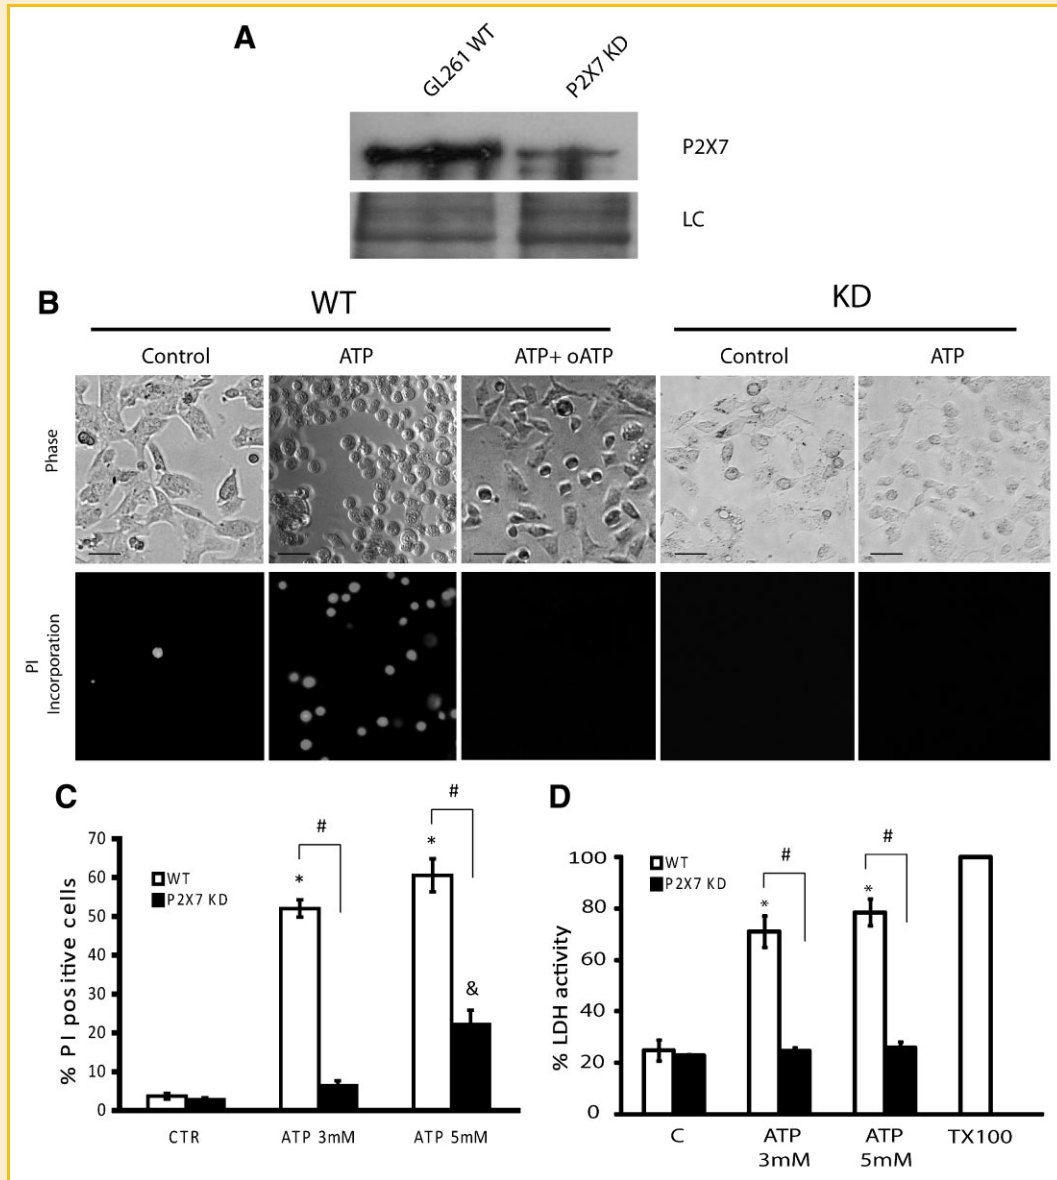 A
GL261 WT
P2X7 KD
P2X7
LC
B
WT
KD
Control
ATP
ATP+ oATP
Control
ATP
Phase
PI
Incorporation
C
% PI positive cells
70
60
50
40
30
20
10
0
WT
P2X7 KD
*
#
*
#
&
CTR
ATP 3mM
ATP 5mM
D
% LDH activity
100
80
60
40
20
0
WT
P2X7 KD
*
#
*
#
C
ATP
3mM
ATP
5mM
TX100